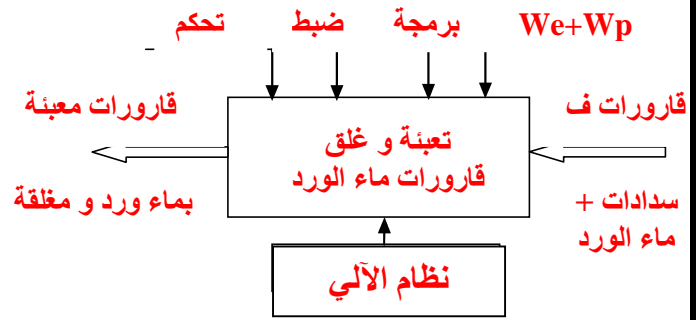 تحكم ضبط برمجة We+Wp
قارورات ف
سدادات +
ماء الورد
تعبئة و غلق
قارورات ماء الورد
قارورات معبئة
بماء ورد و مغلقة
نظام الآلي